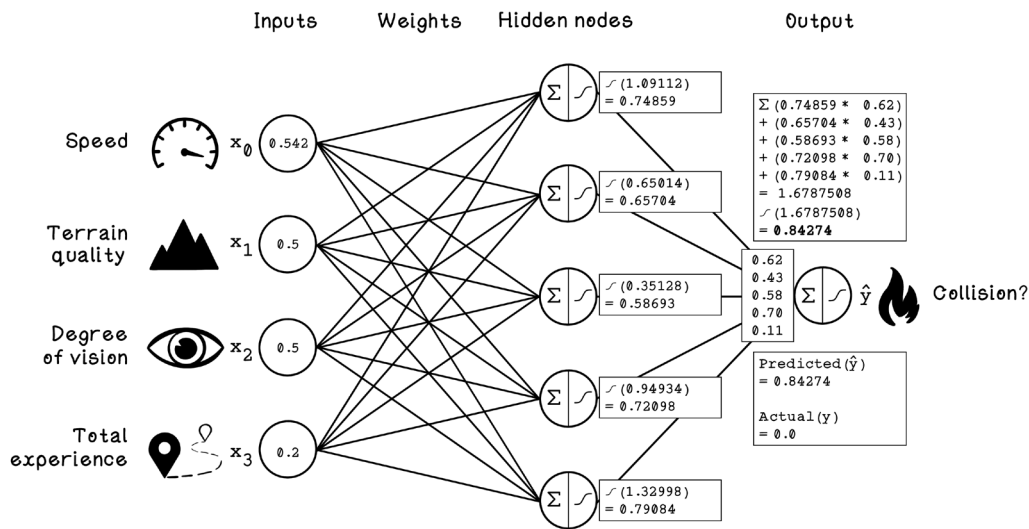 Inputs
Weights
Hidden nodes
Output
Speed
x0
0.542
Terrain
quality
x1
0.5
Degree
of vision
x2
0.5
Total
experience
x3
0.2
Σ
(1.09112)
= 0.74859
Σ
(0.65014)
= 0.65704
Σ
(0.35128)
= 0.58693
Σ
(0.94934)
= 0.72098
Σ
(1.32998)
= 0.79084
Σ (0.74859 * 0.62)
+ (0.65704 * 0.43)
+ (0.58693 * 0.58)
+ (0.72098 * 0.70)
+ (0.79084 * 0.11)
= 1.6787508
(1.6787508)
= 0.84274
0.62
0.43
0.58
0.70
0.11
Σ
ŷ
Collision?
Predicted(ŷ)
= 0.84274
Actual(y)
= 0.0